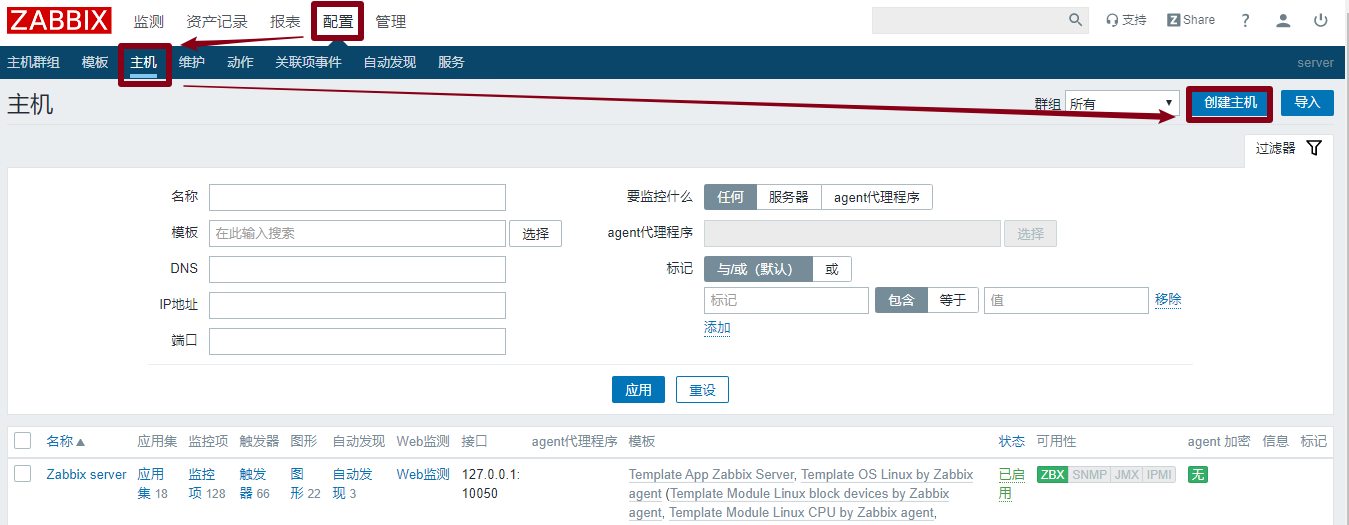 ZABBIX 监测 资产记录 报表 配置 管理 支持 Z Share ?
主机群组 模板 主机 维护 动作 关联项事件 自动发现 服务 server
主机 群组 所有 创建主机 导入
过滤器
名称 要监控什么 任何 服务器 agent代理程序
模板 在此输入搜索 选择 agent代理程序 选择
DNS 标记 与/或（默认） 或
IP地址 标记 包含 等于 值 移除
添加
端口
应用 重设
名称 应用集 监控项 触发器 图形 自动发现 Web监测 接口 agent代理程序 模板 状态 可用性 agent 加密 信息 标记
Zabbix server 应用 监控 触发 图 自动发 Web监测 127.0.0.1: Template App Zabbix Server, Template OS Linux by Zabbix 已启 ZBX SNMP JMX IPMI 无
集 18 项 128 器 66 形 22 现 3 10050 agent (Template Module Linux block devices by Zabbix 用
agent, Template Module Linux CPU by Zabbix agent,